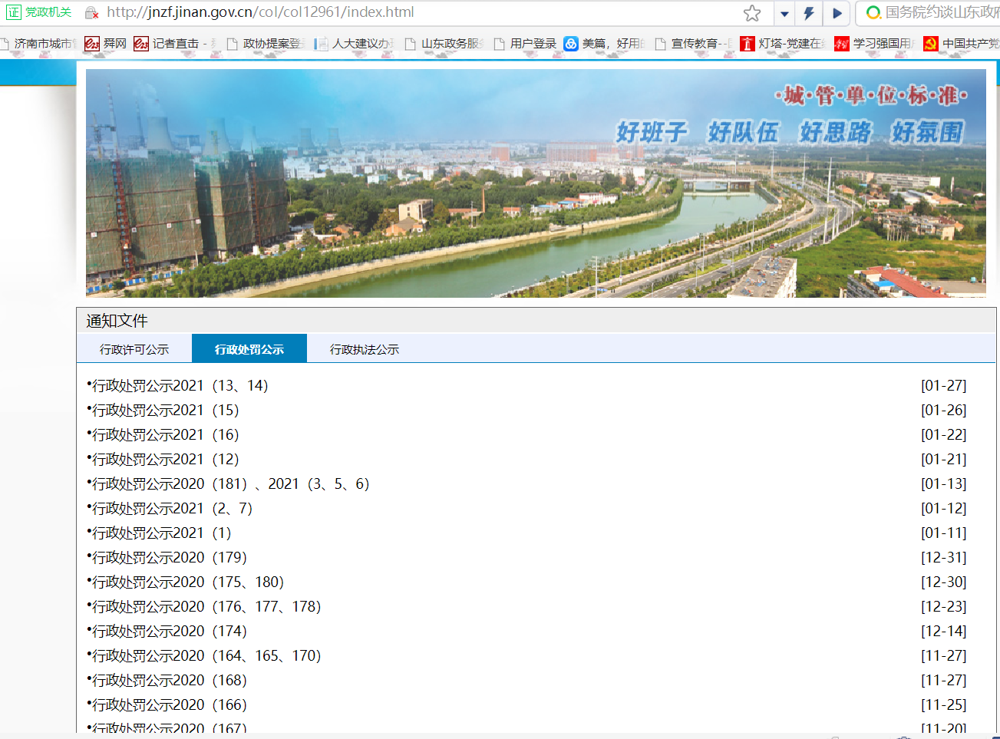 证 党政机关 http://jnzf.jinan.gov.cn/col/col12961/index.html 国务院约谈山东政府
济南市城市 舜网 记者直击 - 政协提案登 人大建议办 山东政务服 用户登录 美篇，好用 宣传教育-- 灯塔-党建在 学习强国用 中国共产党
·城·管·单·位·标·准·
好班子 好队伍 好思路 好氛围
通知文件
行政许可公示 行政处罚公示 行政执法公示
•行政处罚公示2021（13、14） [01-27]
•行政处罚公示2021（15） [01-26]
•行政处罚公示2021（16） [01-22]
•行政处罚公示2021（12） [01-21]
•行政处罚公示2020（181）、2021（3、5、6） [01-13]
•行政处罚公示2021（2、7） [01-12]
•行政处罚公示2021（1） [01-11]
•行政处罚公示2020（179） [12-31]
•行政处罚公示2020（175、180） [12-30]
•行政处罚公示2020（176、177、178） [12-23]
•行政处罚公示2020（174） [12-14]
•行政处罚公示2020（164、165、170） [11-27]
•行政处罚公示2020（168） [11-27]
•行政处罚公示2020（166） [11-25]
•行政处罚公示2020（167） [11-20]